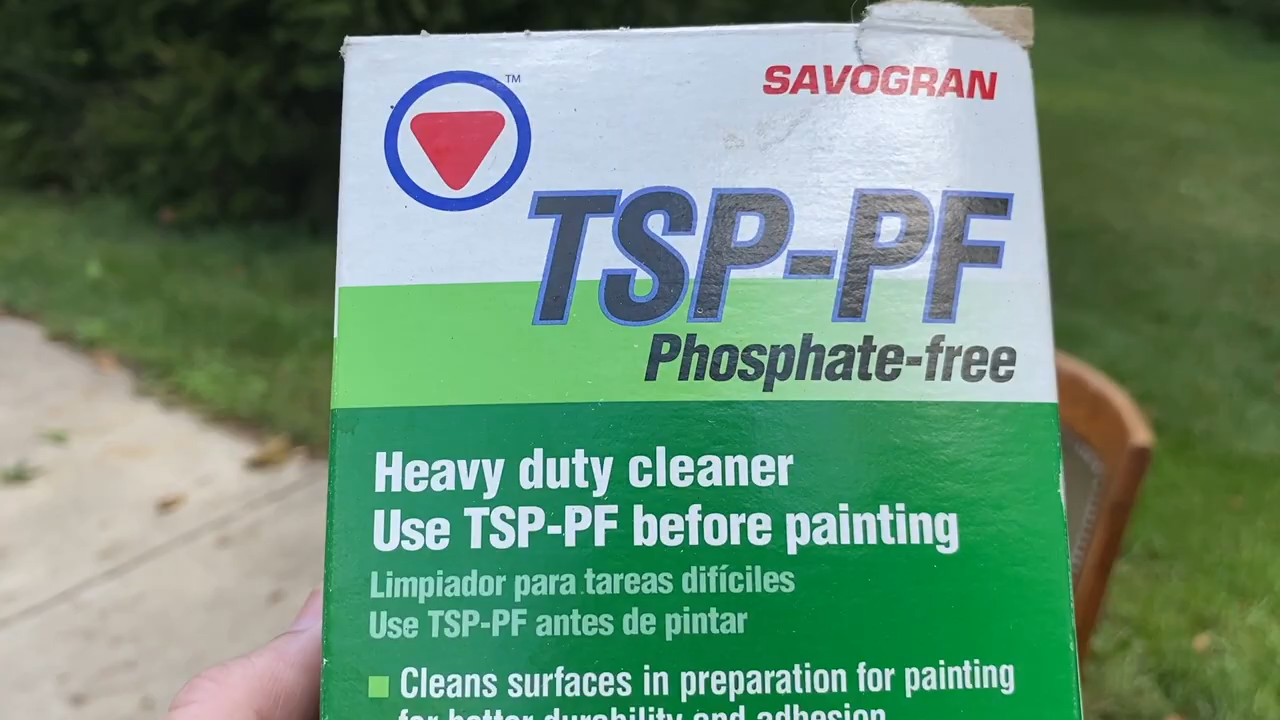 ™
SAVOGRAN
TSP-PF
Phosphate-free
Heavy duty cleaner
Use TSP-PF before painting
Limpiador para tareas difíciles
Use TSP-PF antes de pintar
Cleans surfaces in preparation for painting
for better durability and adhesion